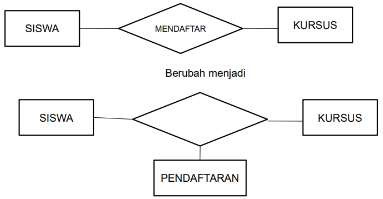 SISWA
MENDAFTAR
KURSUS
Berubah menjadi
SISWA
KURSUS
PENDAFTARAN